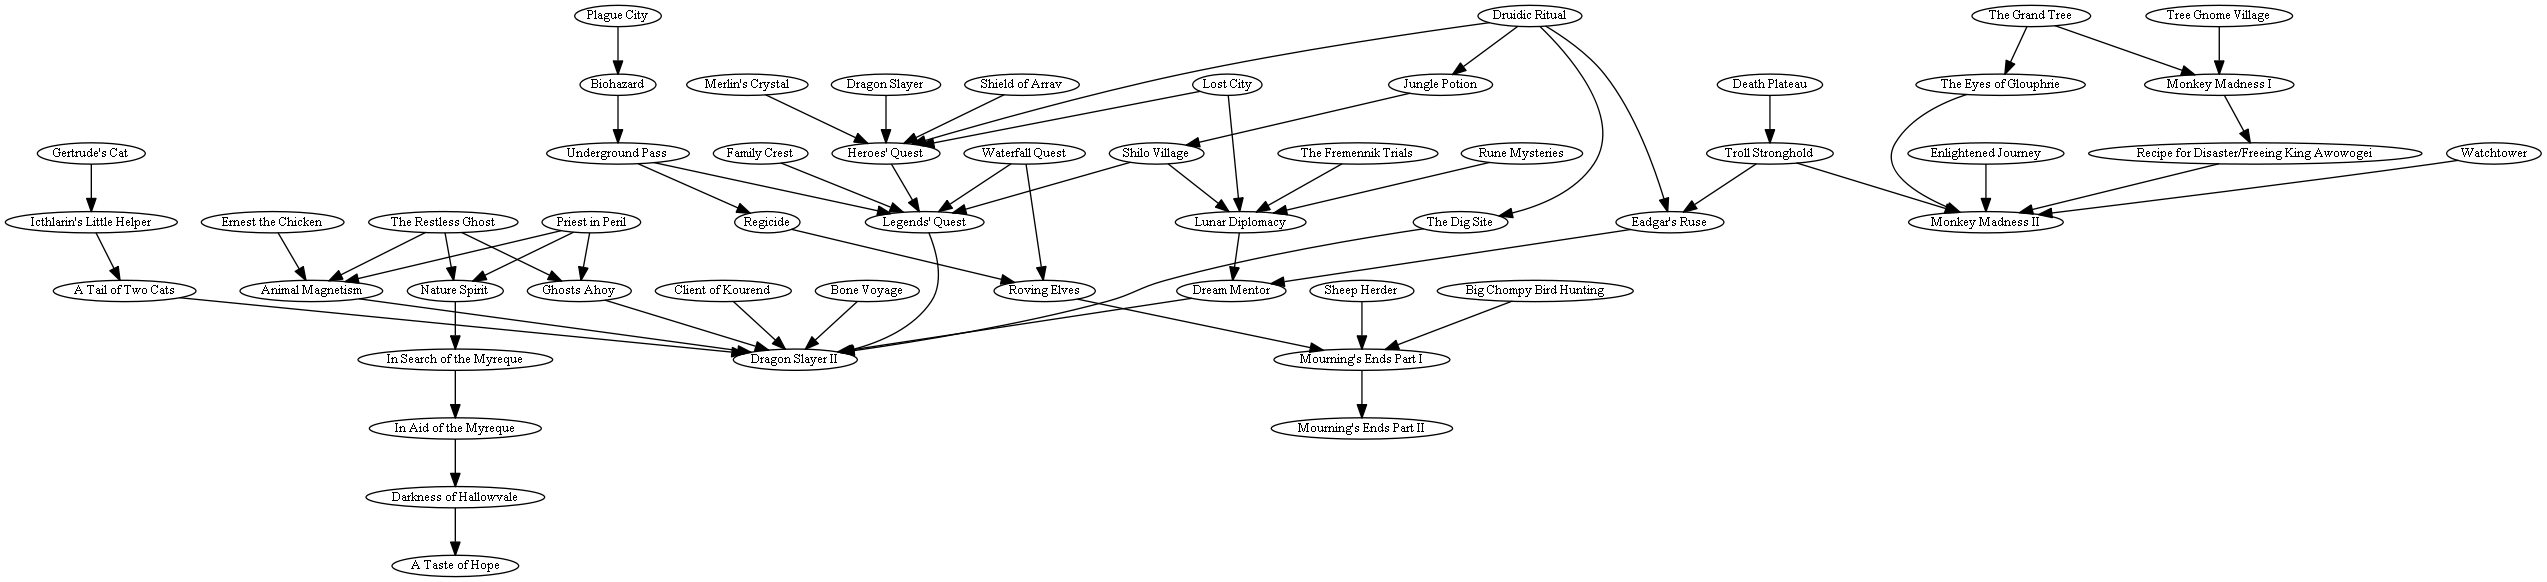 Plague City
Druidic Ritual
The Grand Tree
Tree Gnome Village
Biohazard
Merlin's Crystal
Dragon Slayer
Shield of Arrav
Lost City
Jungle Potion
Death Plateau
The Eyes of Glouphrie
Monkey Madness I
Gertrude's Cat
Underground Pass
Family Crest
Heroes' Quest
Waterfall Quest
Shilo Village
The Fremennik Trials
Rune Mysteries
Troll Stronghold
Enlightened Journey
Recipe for Disaster/Freeing King Awowogei
Watchtower
Icthlarin's Little Helper
Ernest the Chicken
The Restless Ghost
Priest in Peril
Regicide
Legends' Quest
Lunar Diplomacy
The Dig Site
Eadgar's Ruse
Monkey Madness II
A Tail of Two Cats
Animal Magnetism
Nature Spirit
Ghosts Ahoy
Client of Kourend
Bone Voyage
Roving Elves
Dream Mentor
Sheep Herder
Big Chompy Bird Hunting
In Search of the Myreque
Dragon Slayer II
Mourning's Ends Part I
In Aid of the Myreque
Mourning's Ends Part II
Darkness of Hallowvale
A Taste of Hope